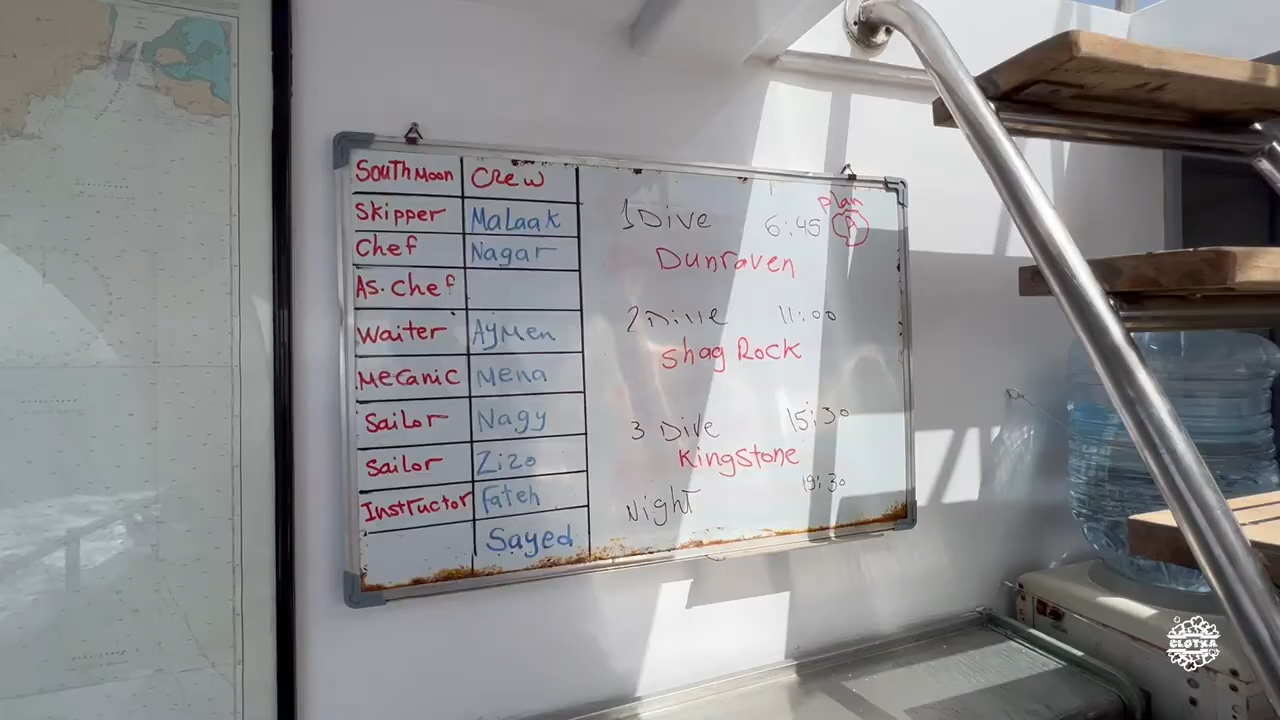 South Moon Crew
Skipper Malaak
Chef Nagar
As. Chef
Waiter Aymen
Mecanic Mena
Sailor Nagy
Sailor Zizo
Instructor Fateh
Sayed
plan
A
1 Dive 6:45
Dunraven
2 Dive 11:00
Shag Rock
3 Dive 15:30
Kingstone
Night 19:30
CLOTKA